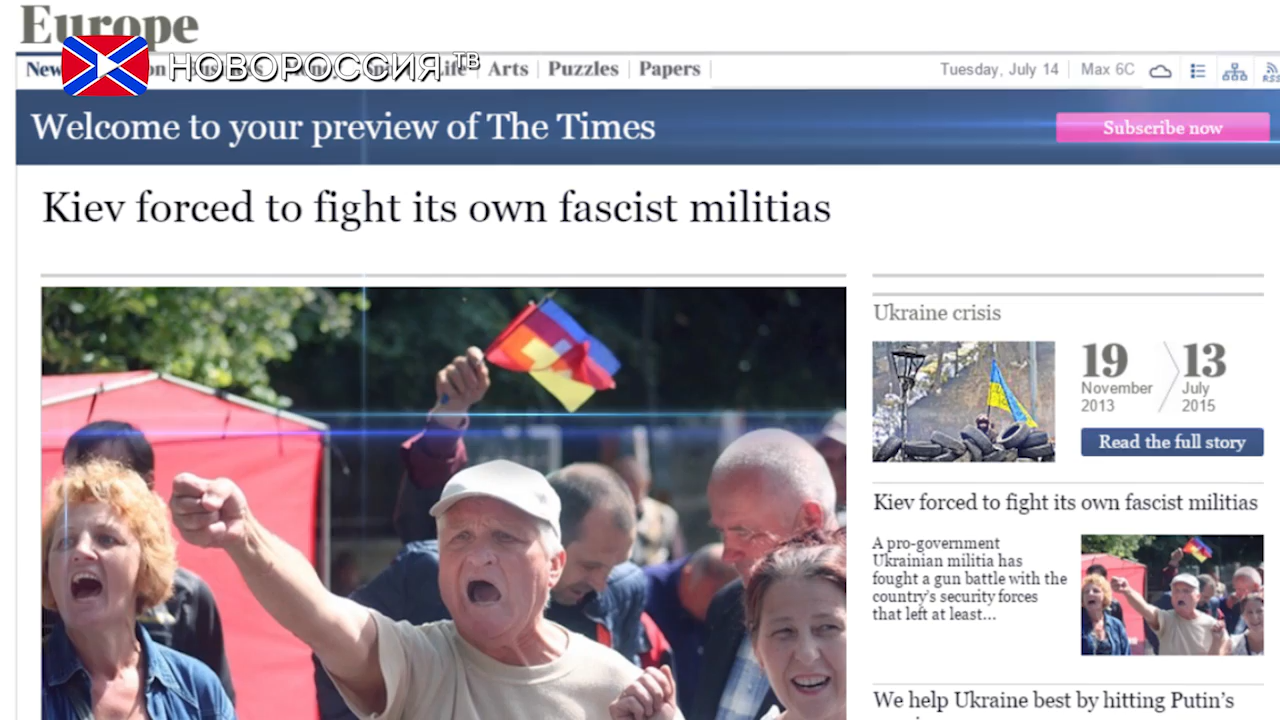 Europe
НОВОРОССИЯ ТВ
Arts
Puzzles
Papers
Tuesday, July 14
Max 6C
RSS
Welcome to your preview of The Times
Subscribe now
Kiev forced to fight its own fascist militias
Ukraine crisis
19
November
2013
13
July
2015
Read the full story
Kiev forced to fight its own fascist militias
A pro-government
Ukrainian militia has
fought a gun battle with the
country's security forces
that left at least...
We help Ukraine best by hitting Putin's